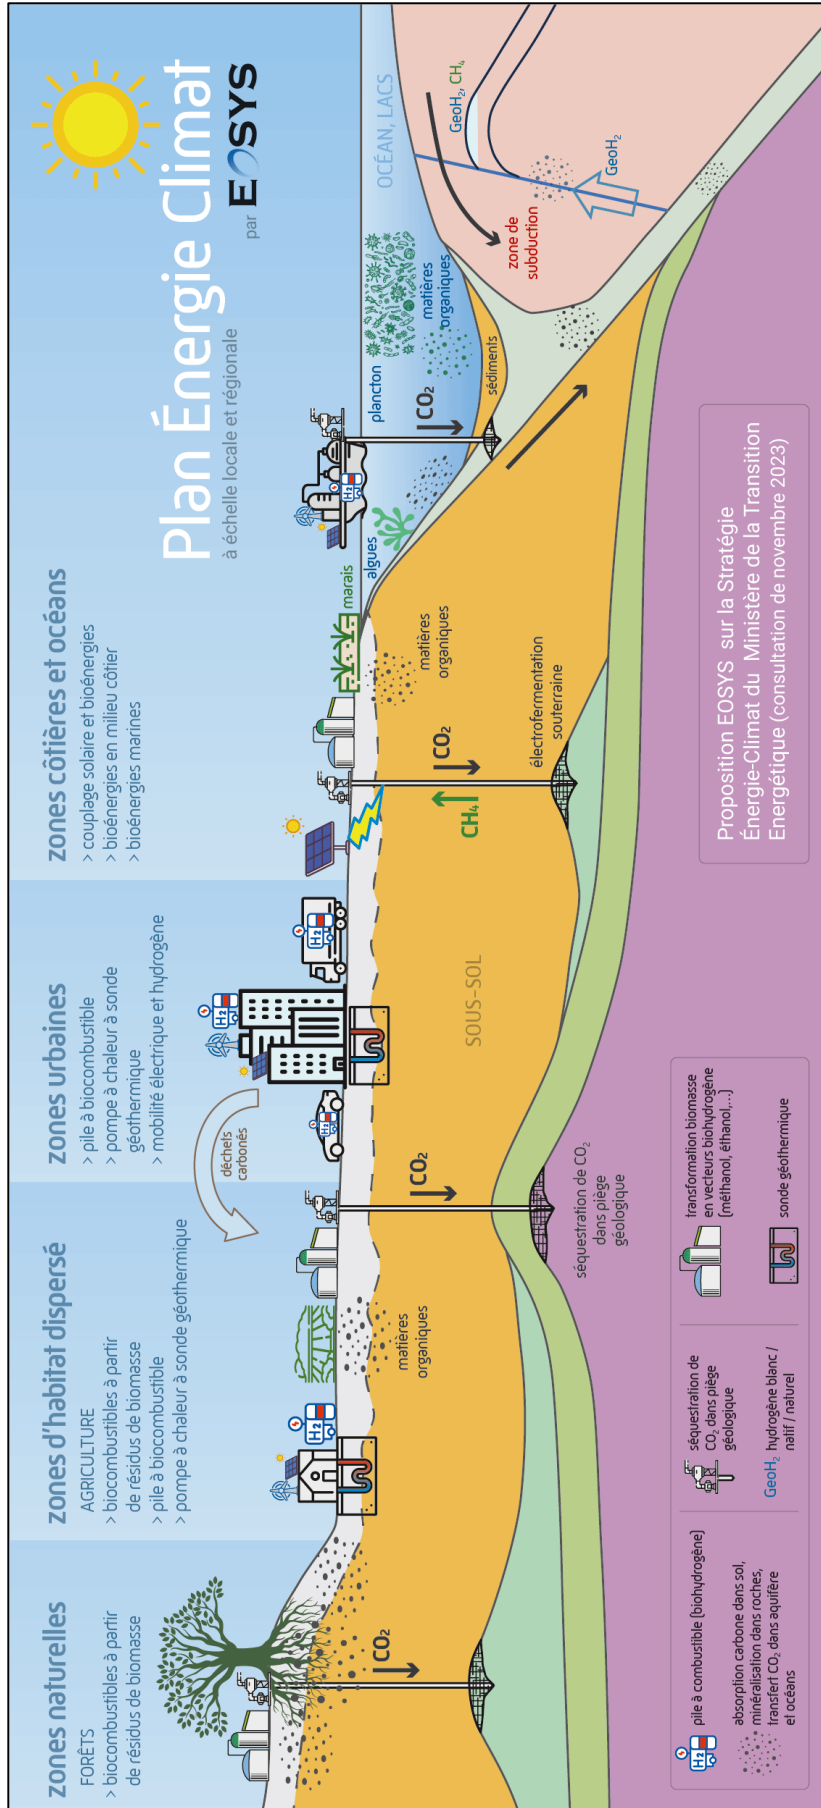 Plan Énergie Climat
à échelle locale et régionale
par EOSYS
zones naturelles
FORÊTS
> biocombustibles à partir
de résidus de biomasse
zones d'habitat dispersé
AGRICULTURE
> biocombustibles à partir
de résidus de biomasse
> pile à biocombustible
> pompe à chaleur à sonde géothermique
zones urbaines
> pile à biocombustible
> pompe à chaleur à sonde
géothermique
> mobilité électrique et hydrogène
zones côtières et océans
> couplage solaire et bioénergies
> bioénergies en milieu côtier
> bioénergies marines
déchets
carbonés
H2
H2
H2
H2
H2
marais
algues
plancton
matières
organiques
OCÉAN, LACS
CO₂
CO₂
CO₂
CO₂
CH₄
matières
organiques
matières
organiques
sédiments
SOUS-SOL
électrofermentation
souterraine
séquestration de CO₂
dans piège
géologique
zone de
subduction
GeoH₂, CH₄
GeoH₂
H2
pile à combustible [biohydrogène]
absorption carbone dans sol,
minéralisation dans roches,
transfert CO₂ dans aquifère
et océans
séquestration de
CO₂ dans piège
géologique
GeoH₂ hydrogène blanc /
natif / naturel
transformation biomasse
en vecteurs biohydrogène
[méthanol, éthanol,...]
sonde géothermique
Proposition EOSYS sur la Stratégie
Énergie-Climat du Ministère de la Transition
Energétique (consultation de novembre 2023)